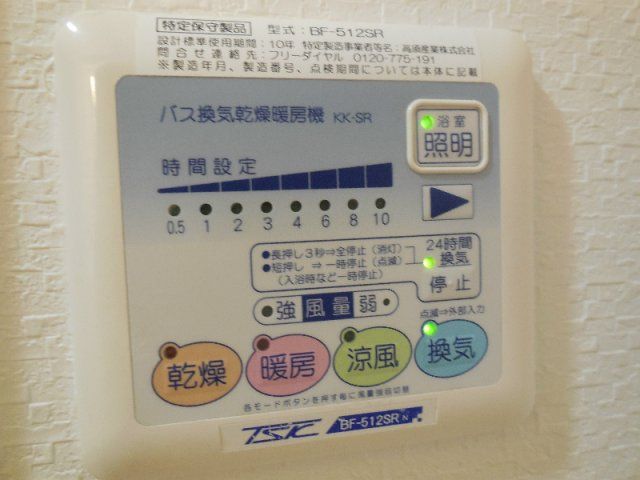 特定保守製品 型式：BF-512SR
設計標準使用期間：10年 特定製造事業者等名：高須産業株式会社
問合せ連絡先：フリーダイヤル 0120-775-191
※製造年月、製造番号、点検期間については本体に記載
バス換気乾燥暖房機 KK-SR
浴室
照明
時間設定
0.5 1 2 3 4 6 8 10
●長押し3秒⇒全停止（消灯）
●短押し ⇒一時停止（点滅）
（入浴時など一時停止）
24時間
換気
停止
強 風量 弱
点滅⇒外部入力
乾燥 暖房 涼風 換気
各モードボタンを押す毎に風量強弱切替
TSK BF-512SR N